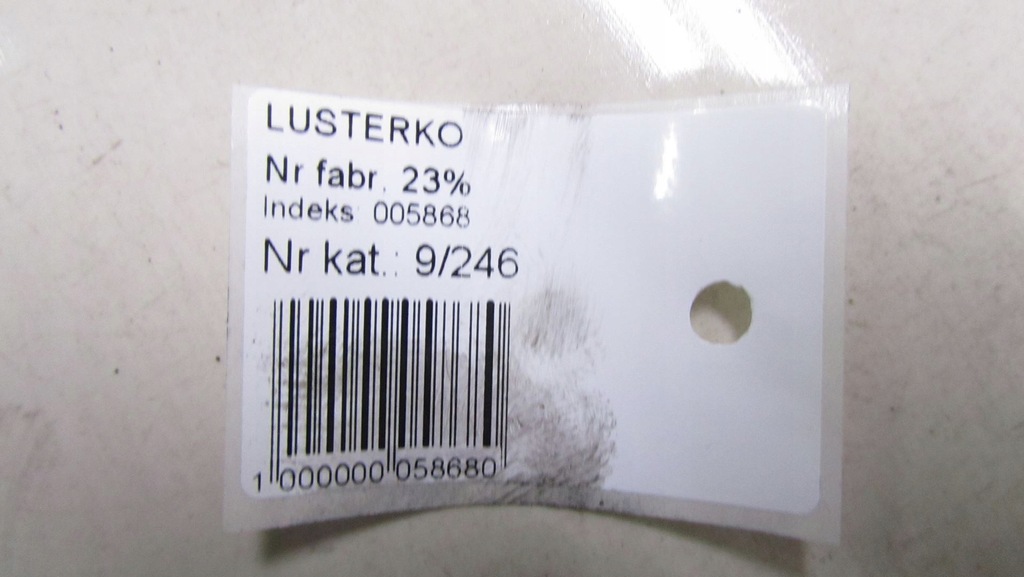 LUSTERKO
Nr fabr. 23%
Indeks 005868
Nr kat.: 9/246
1 000000 058680